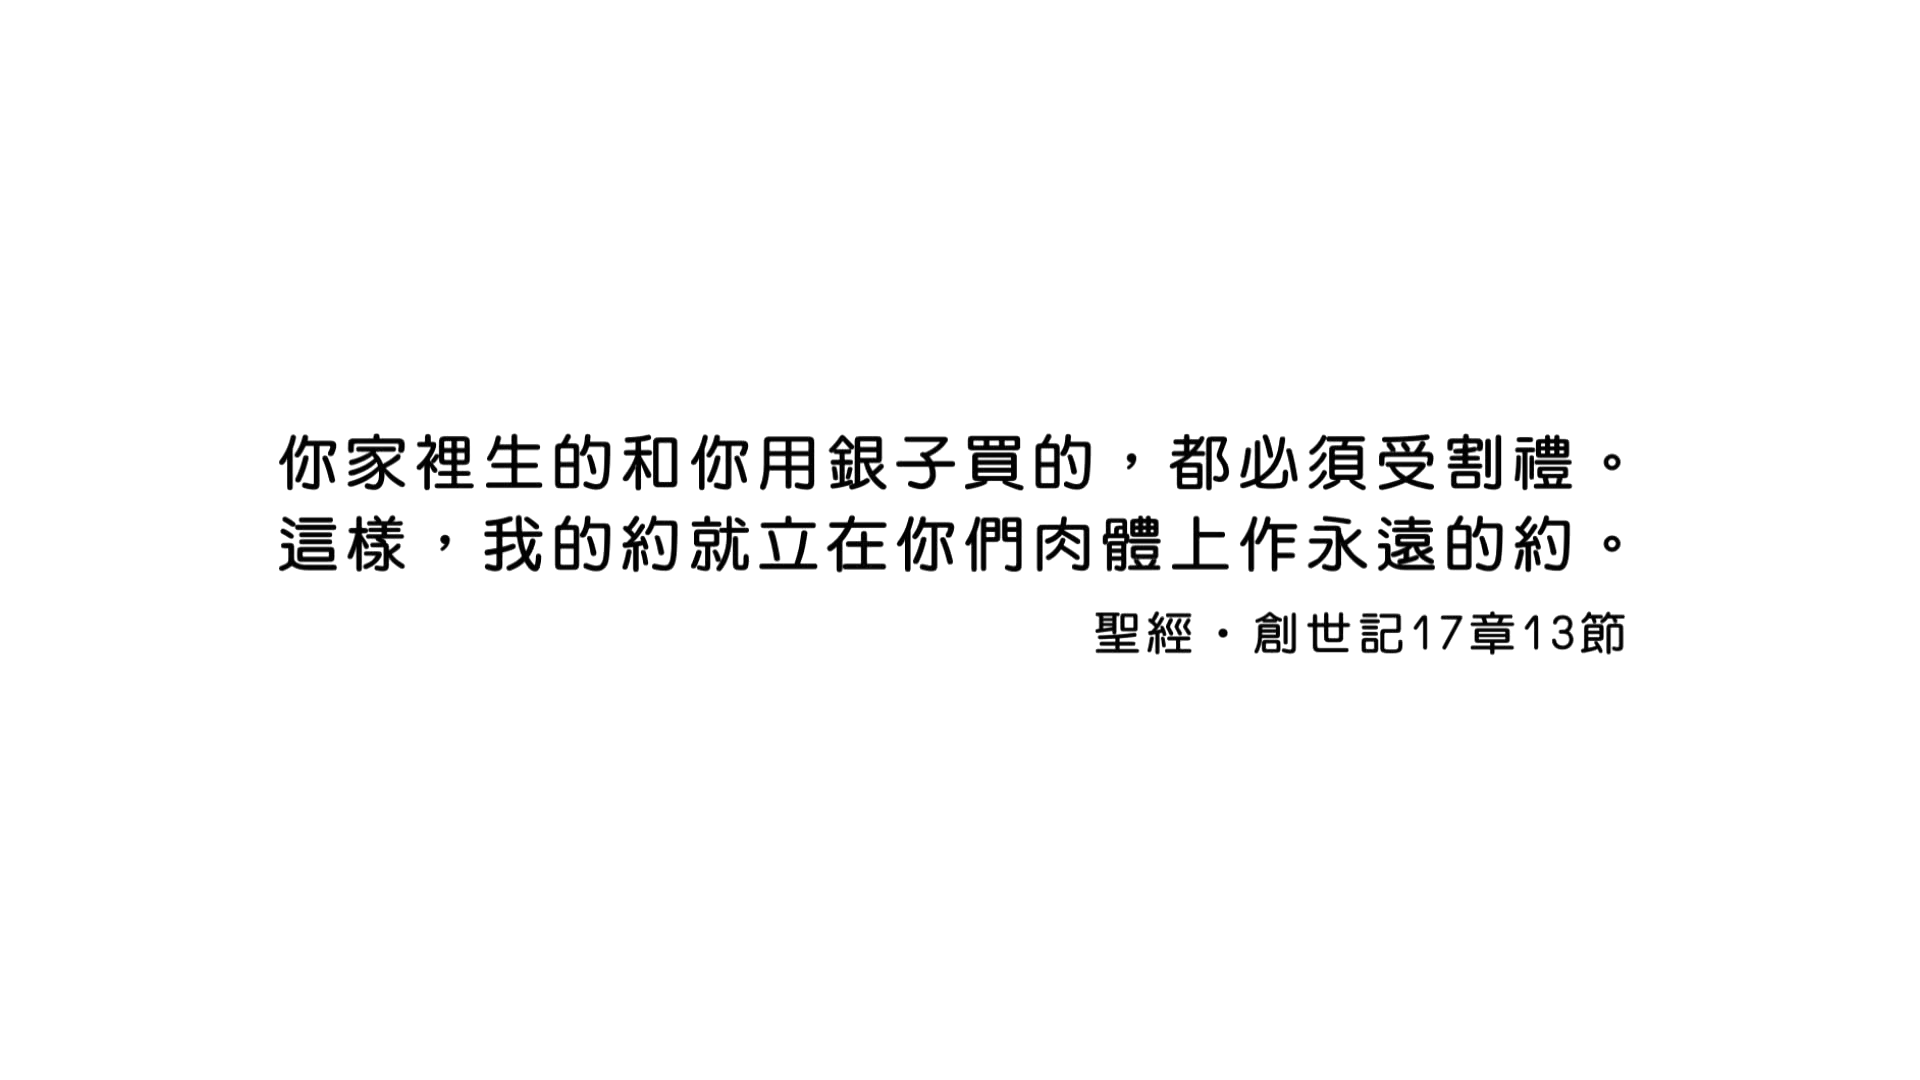 你家裡生的和你用銀子買的，都必須受割禮。
這樣，我的約就立在你們肉體上作永遠的約。
聖經・創世記17章13節